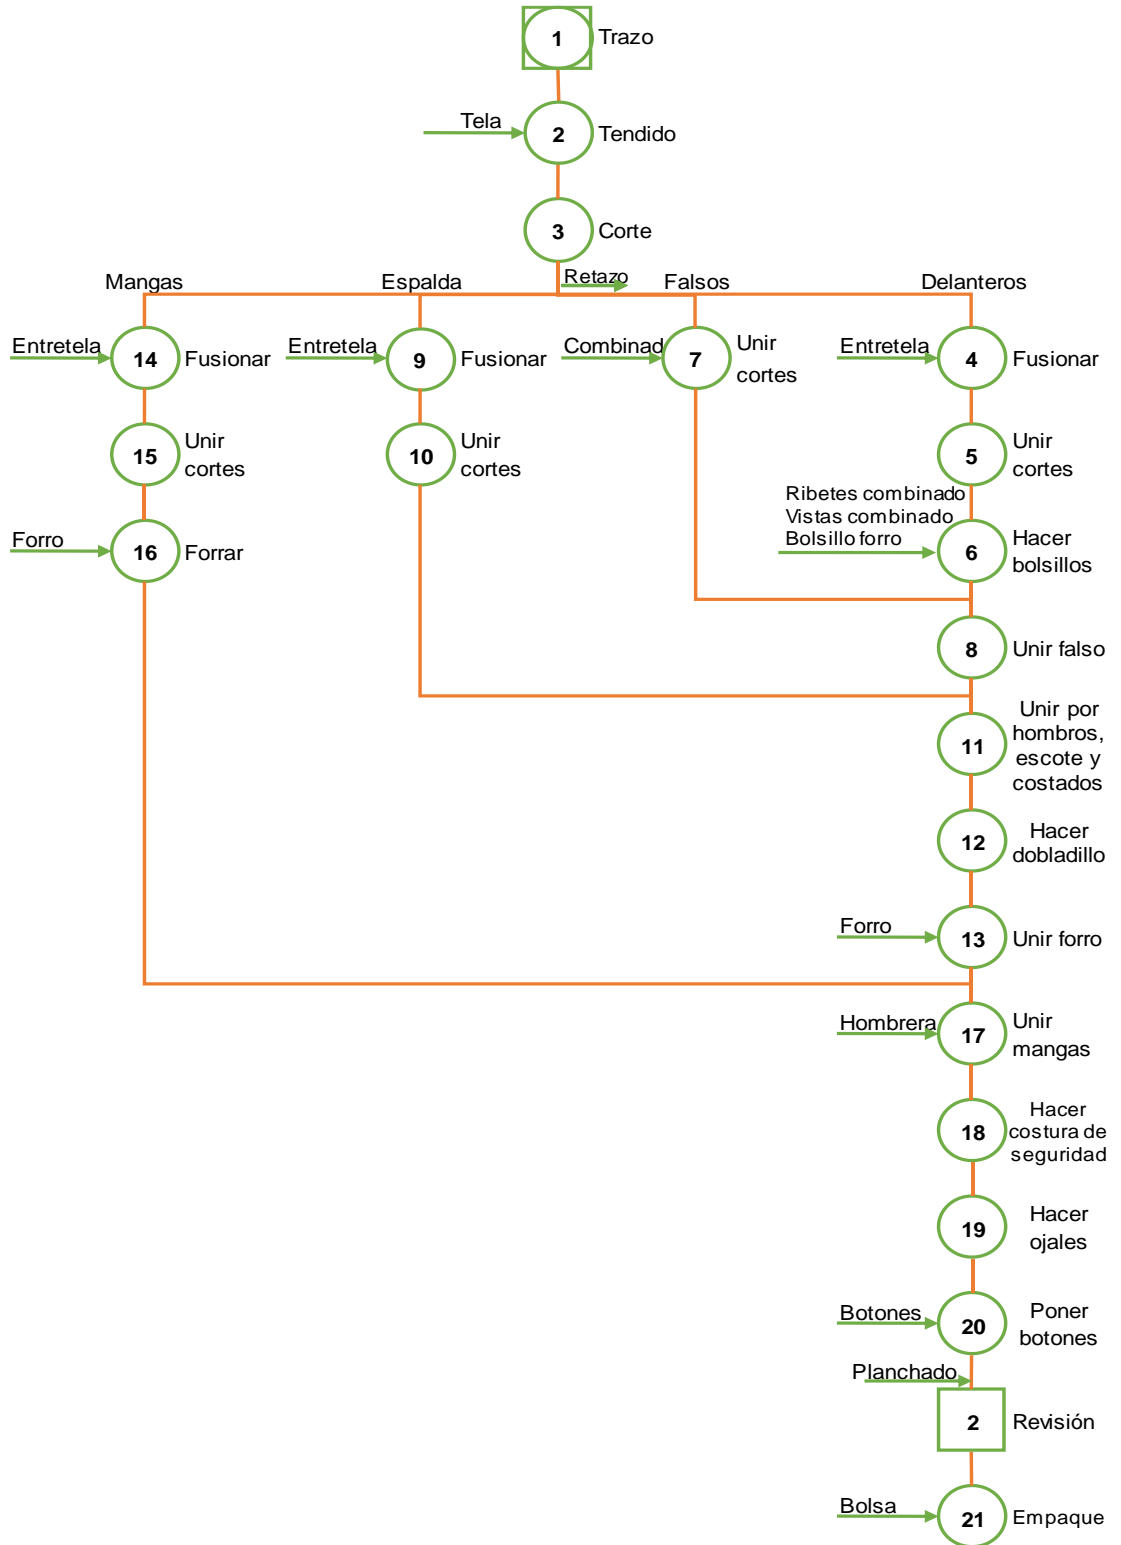 1 Trazo
Tela
2 Tendido
3 Corte
Mangas Espalda Retazo Falsos Delanteros
Entretela 14 Fusionar Entretela 9 Fusionar Combinad 7 Unir Entretela 4 Fusionar
cortes
15 Unir 10 Unir 5 Unir
cortes cortes cortes
Ribetes combinado
Vistas combinado
Bolsillo forro
Forro 16 Forrar 6 Hacer
bolsillos
8 Unir falso
Unir por
hombros,
11 escote y
costados
12 Hacer
dobladillo
Forro 13 Unir forro
Hombrera 17 Unir
mangas
Hacer
18 costura de
seguridad
19 Hacer
ojales
Botones 20 Poner
botones
Planchado
2 Revisión
Bolsa 21 Empaque